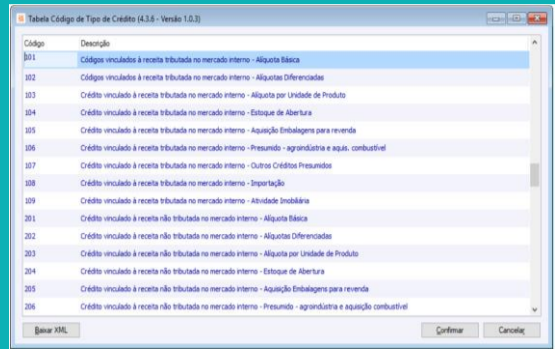 Tabela Código de Tipo de Crédito (4.3.6 - Versão 1.0.3)
Código Descrição
101 Códigos vinculados à receita tributada no mercado interno - Alíquota Básica
102 Códigos vinculados à receita tributada no mercado interno - Alíquotas Diferenciadas
103 Crédito vinculado à receita tributada no mercado interno - Alíquota por Unidade de Produto
104 Crédito vinculado à receita tributada no mercado interno - Estoque de Abertura
105 Crédito vinculado à receita tributada no mercado interno - Aquisição Embalagens para revenda
106 Crédito vinculado à receita tributada no mercado interno - Presumido - agroindústria e aquis. combustível
107 Crédito vinculado à receita tributada no mercado interno - Outros Créditos Presumidos
108 Crédito vinculado à receita tributada no mercado interno - Importação
109 Crédito vinculado à receita tributada no mercado interno - Atividade Imobiliária
201 Crédito vinculado à receita não tributada no mercado interno - Alíquota Básica
202 Crédito vinculado à receita não tributada no mercado interno - Alíquotas Diferenciadas
203 Crédito vinculado à receita não tributada no mercado interno - Alíquota por Unidade de Produto
204 Crédito vinculado à receita não tributada no mercado interno - Estoque de Abertura
205 Crédito vinculado à receita não tributada no mercado interno - Aquisição Embalagens para revenda
206 Crédito vinculado à receita não tributada no mercado interno - Presumido - agroindústria e aquisição combustível
Baixar XML Confirmar Cancelar